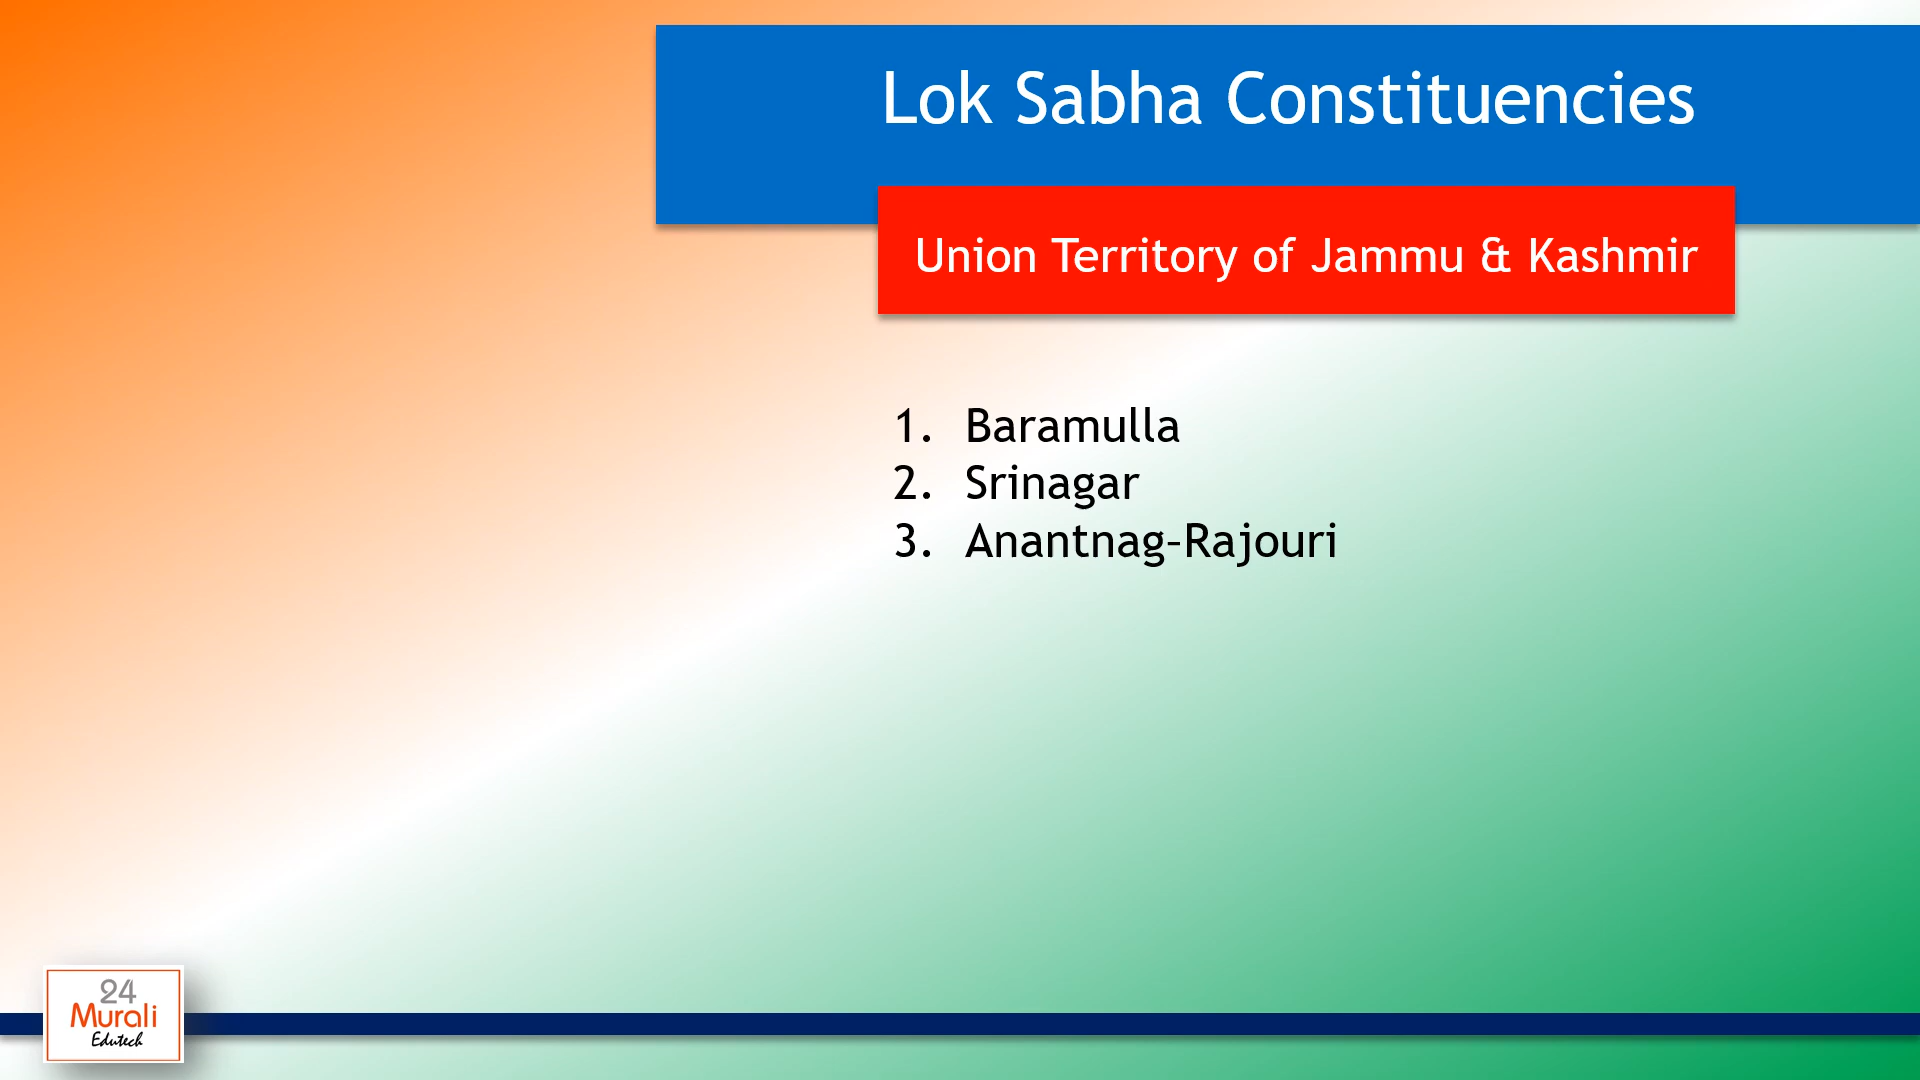 Lok Sabha Constituencies
Union Territory of Jammu & Kashmir
1. Baramulla
2. Srinagar
3. Anantnag-Rajouri
24
Murali
Edutech